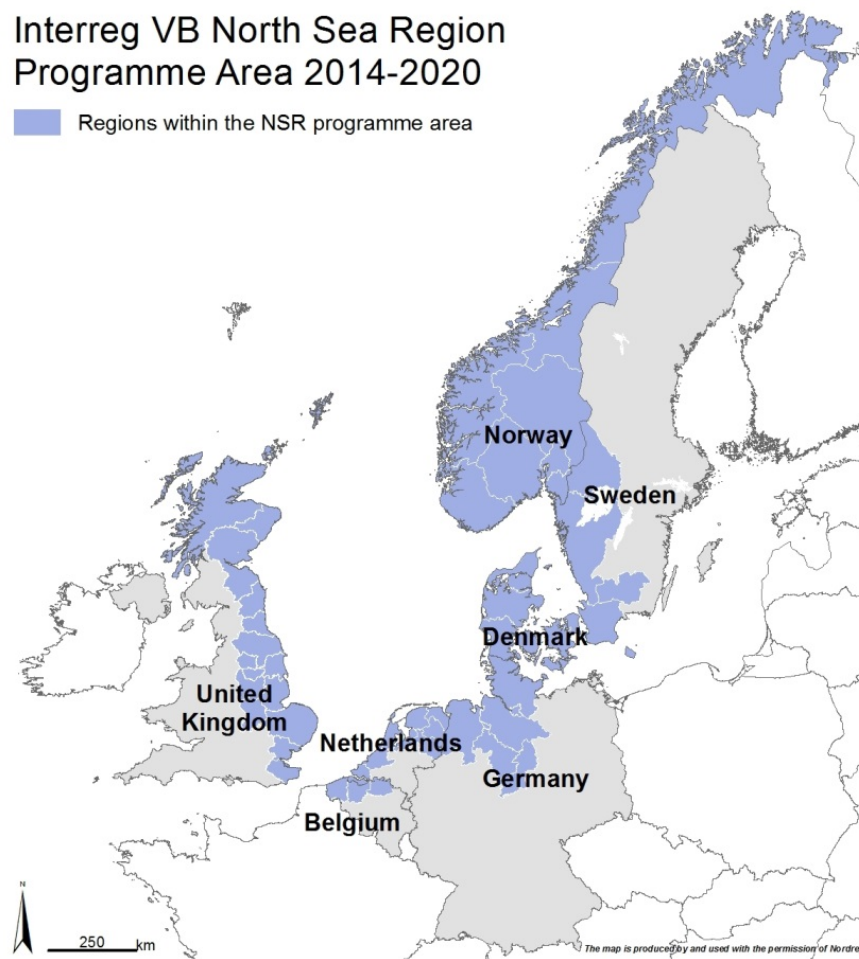 Interreg VB North Sea Region
Programme Area 2014-2020
Regions within the NSR programme area
Norway
Sweden
Denmark
United
Kingdom
Netherlands
Germany
Belgium
N
250 km
The map is produced by and used with the permission of Nordre